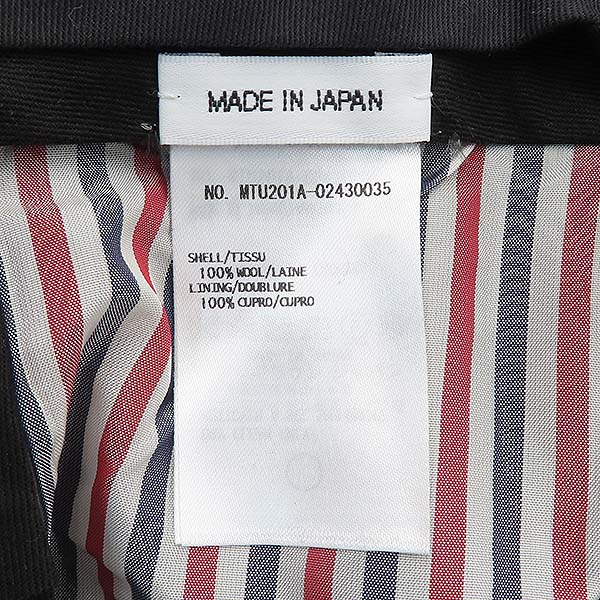 MADE IN JAPAN
NO. MTU201A-02430035
SHELL/TISSU
100% WOOL/LAINE
LINING/DOUBLURE
100% CUPRO/CUPRO